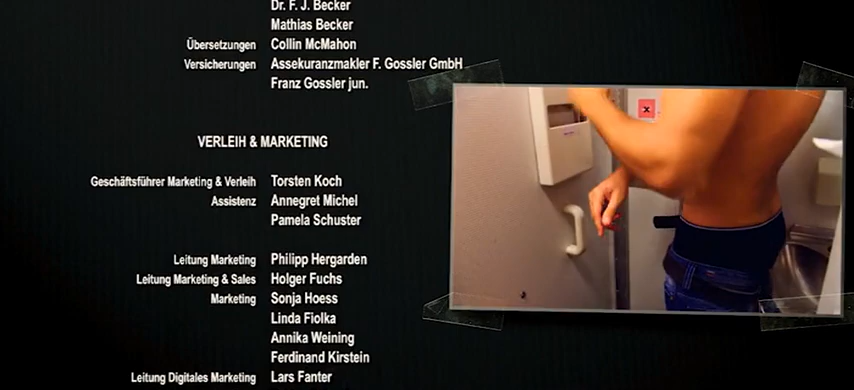 Dr. F. J. Becker
Mathias Becker
Übersetzungen Collin McMahon
Versicherungen Assekuranzmakler F. Gossler GmbH
Franz Gossler jun.
VERLEIH & MARKETING
Geschäftsführer Marketing & Verleih Torsten Koch
Assistenz Annegret Michel
Pamela Schuster
Leitung Marketing Philipp Hergarden
Leitung Marketing & Sales Holger Fuchs
Marketing Sonja Hoess
Linda Fiolka
Annika Weining
Ferdinand Kirstein
Leitung Digitales Marketing Lars Fanter